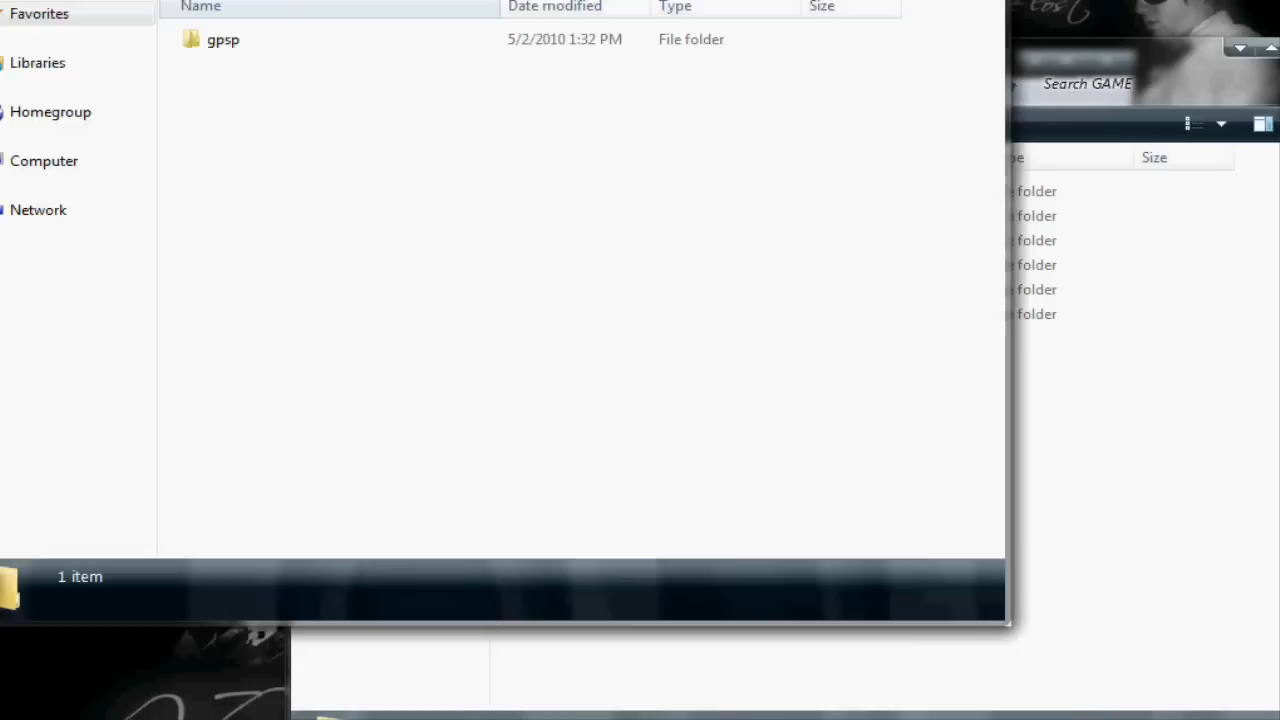 Favorites
Name Date modified Type Size
gpsp 5/2/2010 1:32 PM File folder
Libraries
Homegroup
Computer
Network
1 item
Search GAME
Size
folder
folder
folder
folder
folder
folder